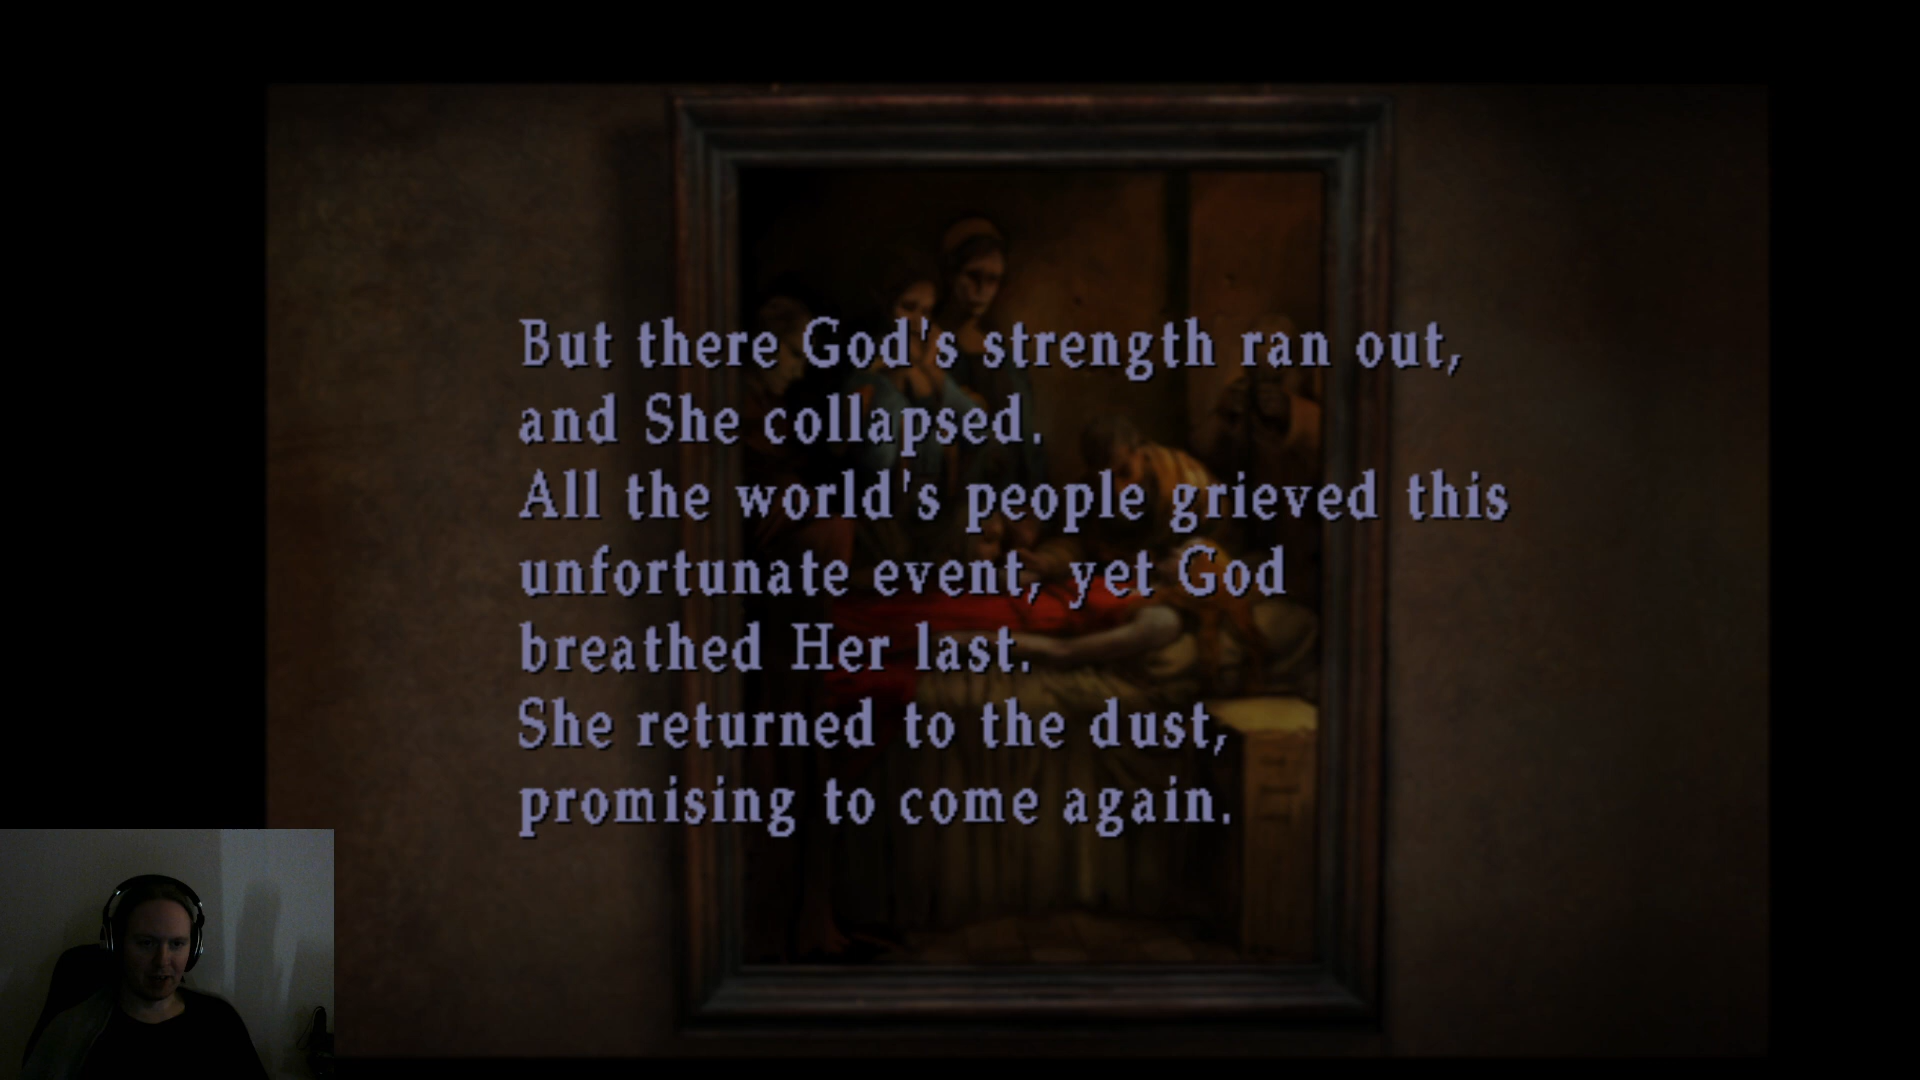 But there God's strength ran out,
and She collapsed.
All the world's people grieved this
unfortunate event, yet God
breathed Her last.
She returned to the dust,
promising to come again.